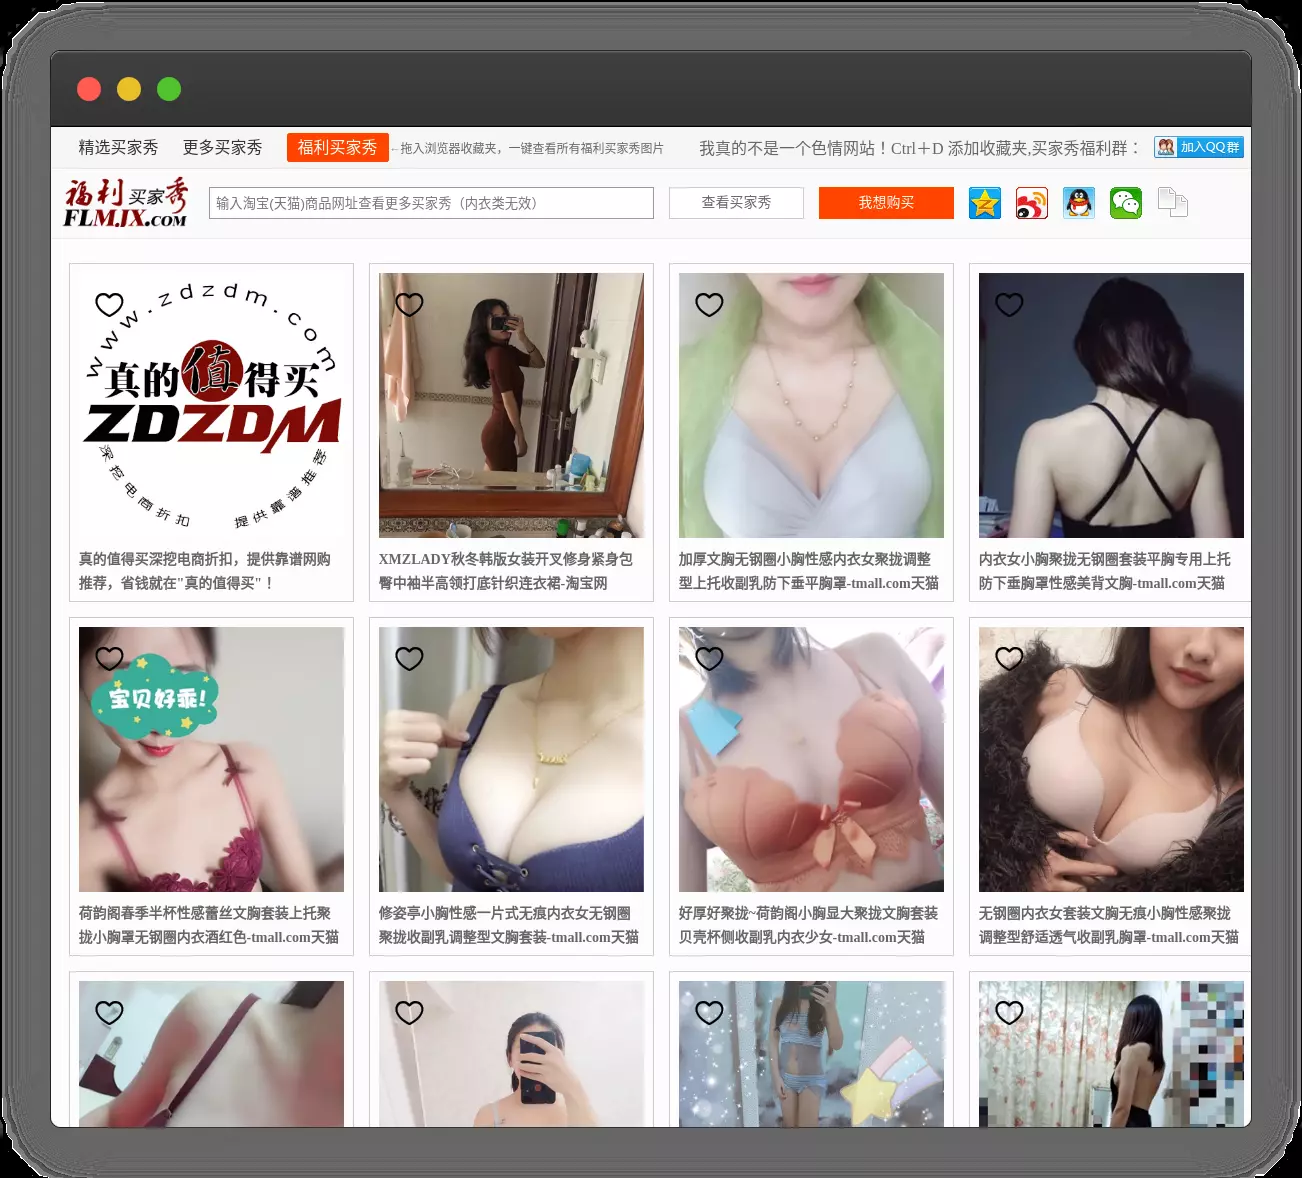 精选买家秀 更多买家秀 福利买家秀 ←拖入浏览器收藏夹，一键查看所有福利买家秀图片 我真的不是一个色情网站！Ctrl＋D 添加收藏夹,买家秀福利群： 加入QQ群
福利买家秀
FLMJX.COM
输入淘宝(天猫)商品网址查看更多买家秀（内衣类无效） 查看买家秀 我想购买
www.zdzdm.com
真的值得买
ZDZDM
深挖电商折扣 提供靠谱推荐
真的值得买深挖电商折扣，提供靠谱网购
推荐，省钱就在"真的值得买"！
XMZLADY秋冬韩版女装开叉修身紧身包
臀中袖半高领打底针织连衣裙-淘宝网
加厚文胸无钢圈小胸性感内衣女聚拢调整
型上托收副乳防下垂平胸罩-tmall.com天猫
内衣女小胸聚拢无钢圈套装平胸专用上托
防下垂胸罩性感美背文胸-tmall.com天猫
宝贝好乖!
荷韵阁春季半杯性感蕾丝文胸套装上托聚
拢小胸罩无钢圈内衣酒红色-tmall.com天猫
修姿亭小胸性感一片式无痕内衣女无钢圈
聚拢收副乳调整型文胸套装-tmall.com天猫
好厚好聚拢~荷韵阁小胸显大聚拢文胸套装
贝壳杯侧收副乳内衣少女-tmall.com天猫
无钢圈内衣女套装文胸无痕小胸性感聚拢
调整型舒适透气收副乳胸罩-tmall.com天猫